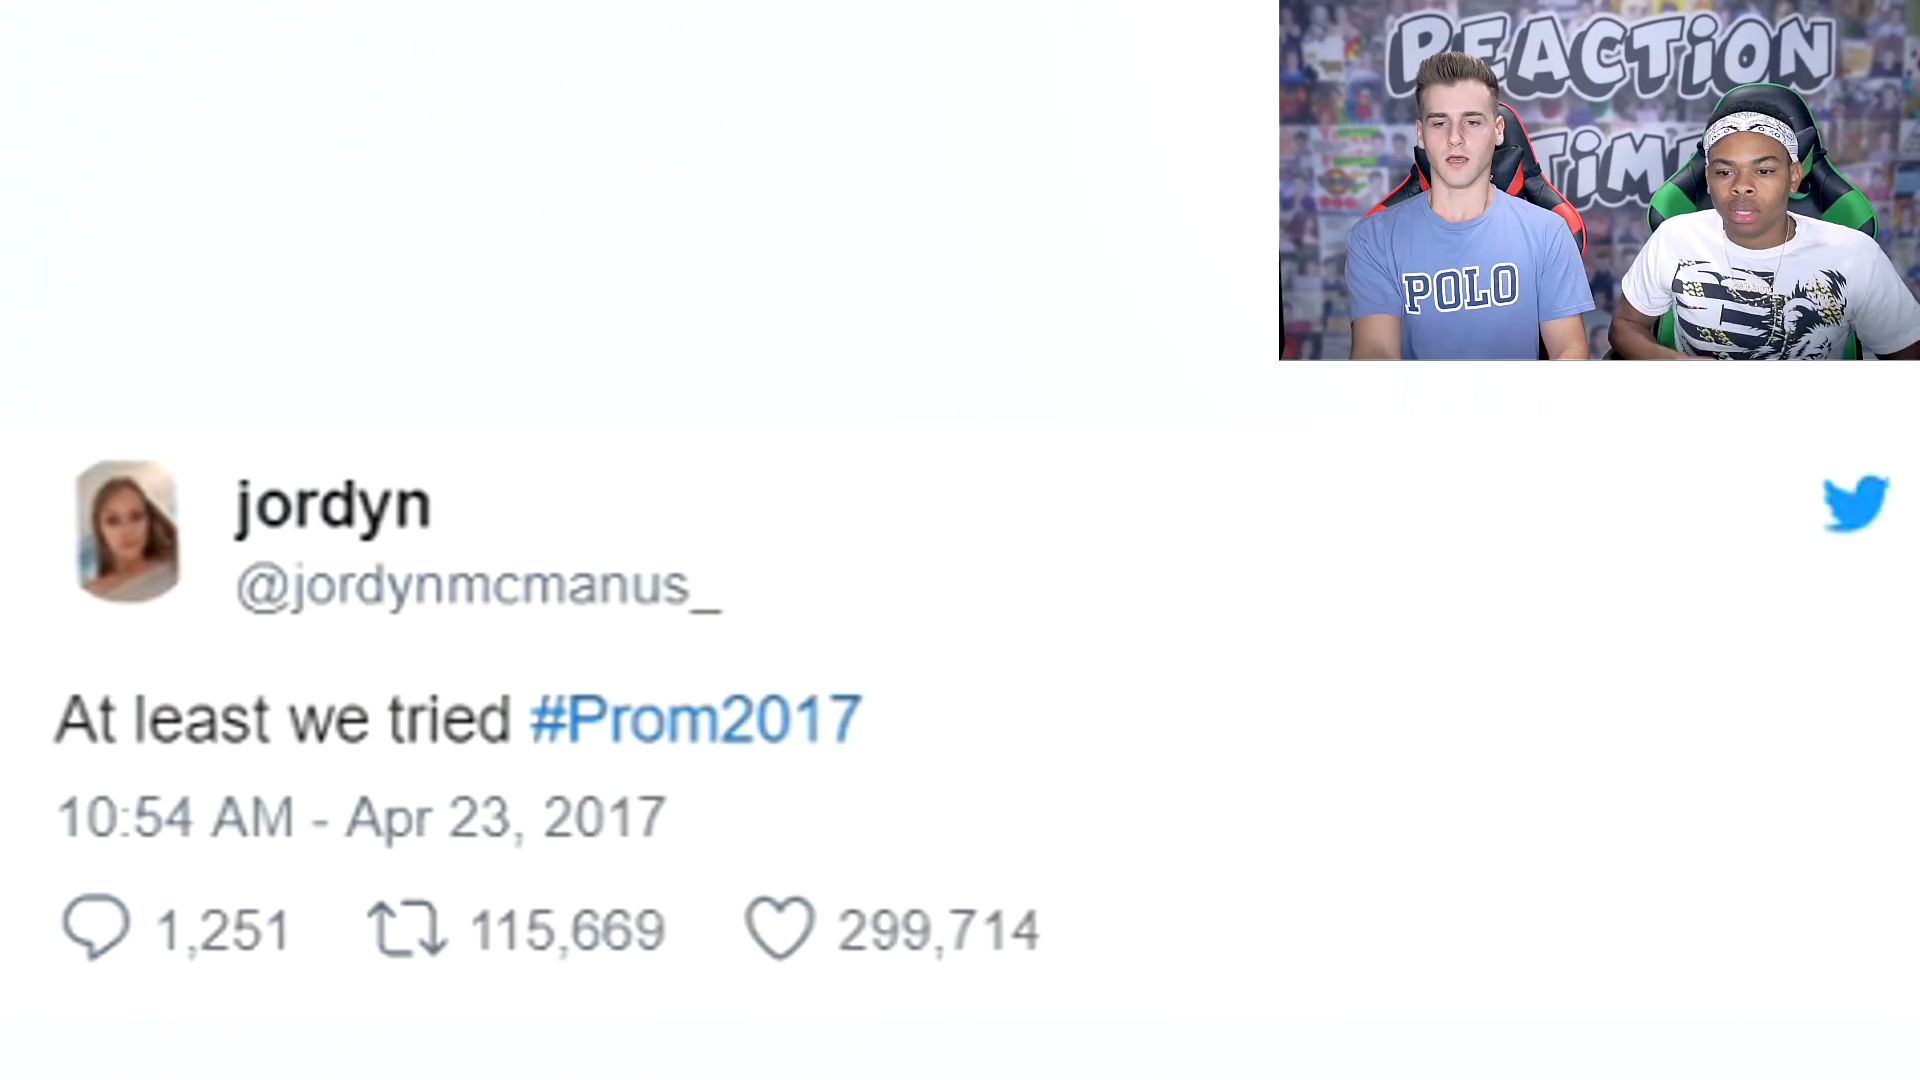 REACTION
TiME
POLO
jordyn
@jordynmcmanus_
At least we tried #Prom2017
10:54 AM - Apr 23, 2017
1,251 115,669 299,714